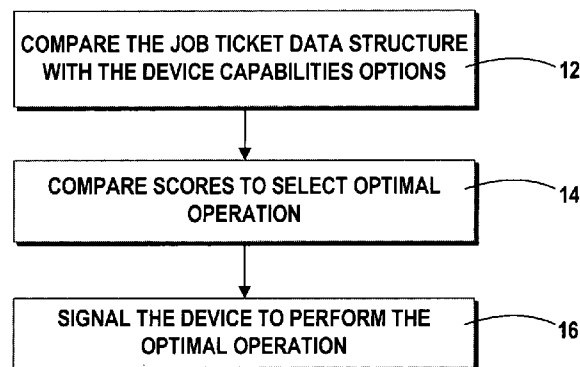 COMPARE THE JOB TICKET DATA STRUCTURE
WITH THE DEVICE CAPABILITIES OPTIONS
12
COMPARE SCORES TO SELECT OPTIMAL
OPERATION
14
SIGNAL THE DEVICE TO PERFORM THE
OPTIMAL OPERATION
16